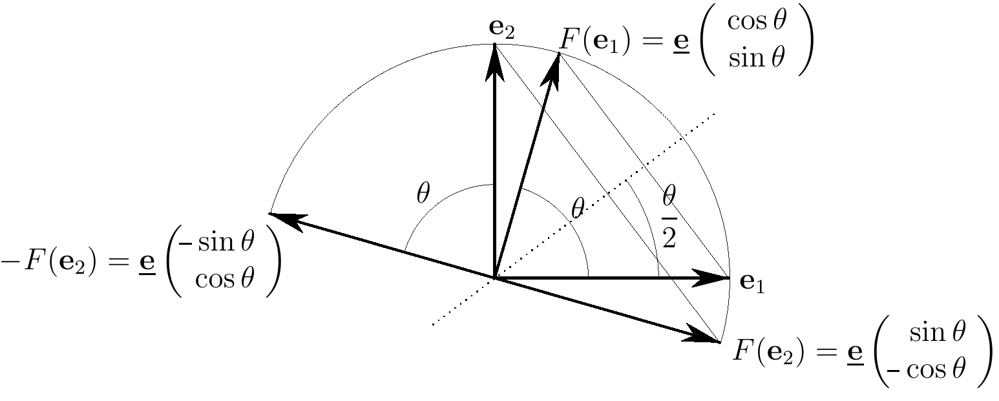 e₂
F(e₁) = e̲ ( cos θ
sin θ )
θ
θ
θ
2
−F(e₂) = e̲ ( − sin θ
cos θ )
e₁
F(e₂) = e̲ ( sin θ
− cos θ )